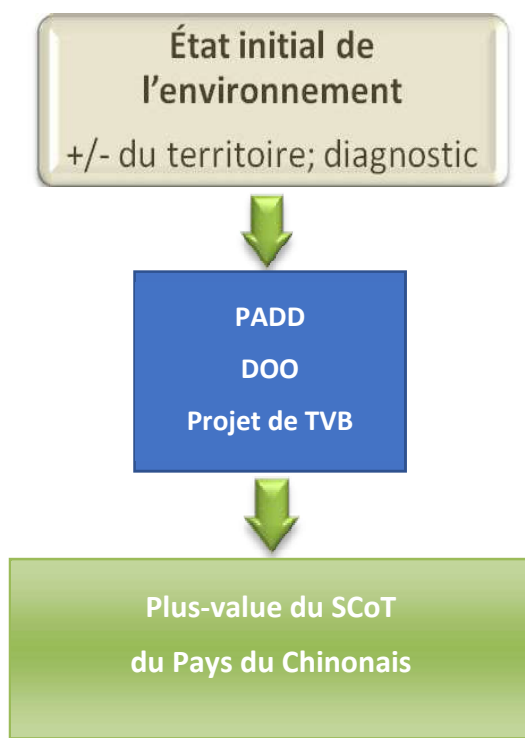 État initial de
l’environnement
+/- du territoire; diagnostic
PADD
DOO
Projet de TVB
Plus-value du SCoT
du Pays du Chinonais